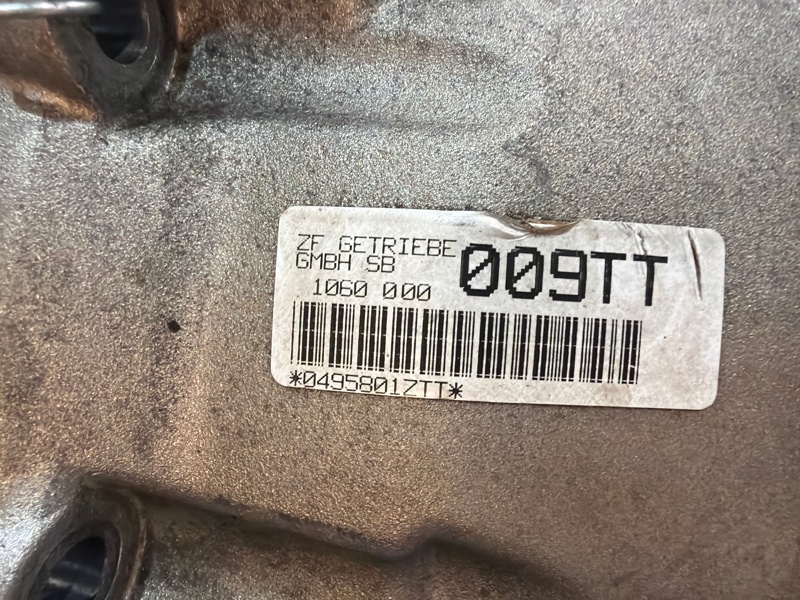 ZF GETRIEBE
GMBH SB
009TT
1060 000
*0495801ZTT*